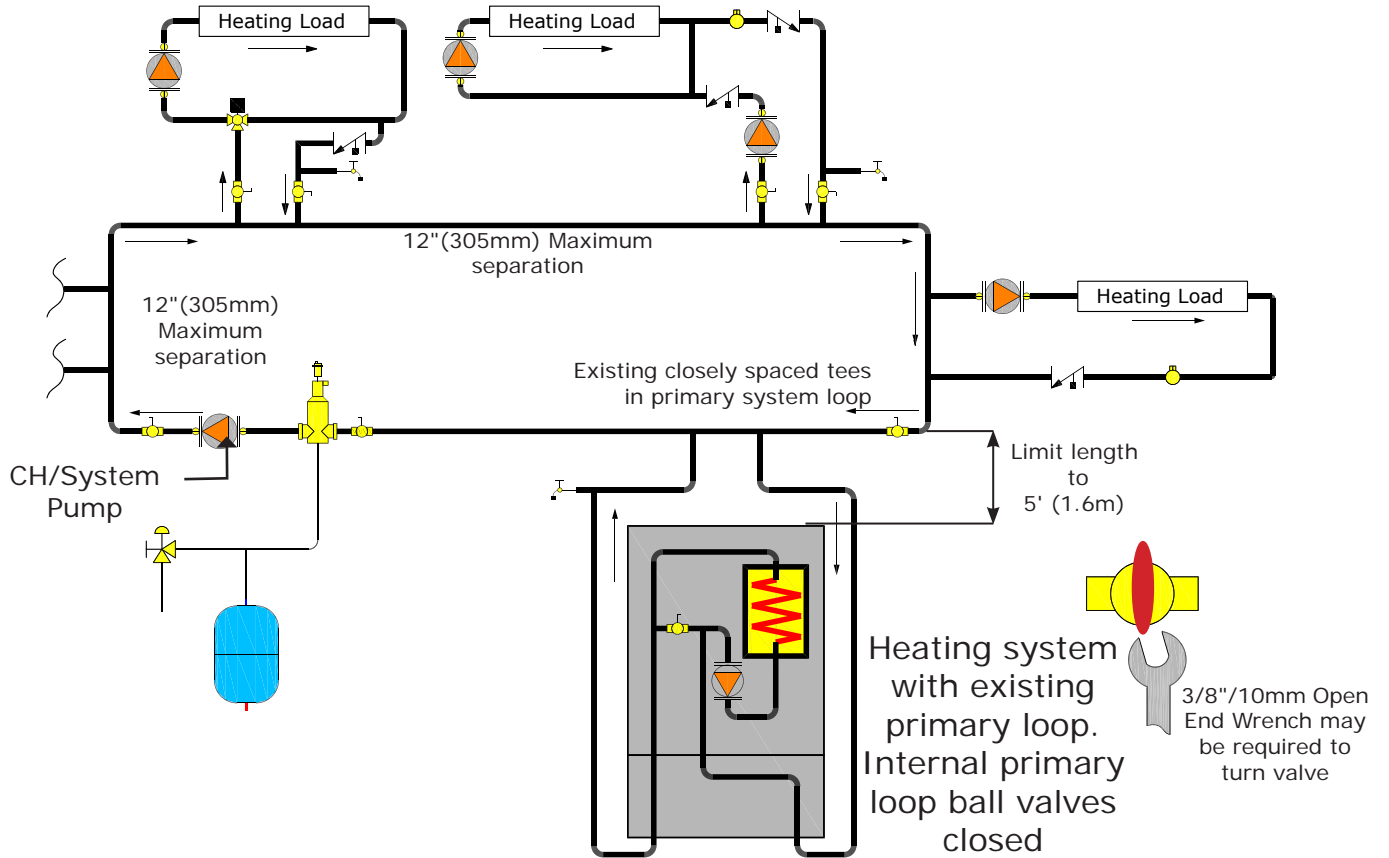 Heating Load
Heating Load
12"(305mm) Maximum
separation
12"(305mm)
Maximum
separation
Heating Load
Existing closely spaced tees
in primary system loop
CH/System
Pump
Limit length
to
5' (1.6m)
Heating system
with existing
primary loop.
Internal primary
loop ball valves
closed
3/8"/10mm Open
End Wrench may
be required to
turn valve